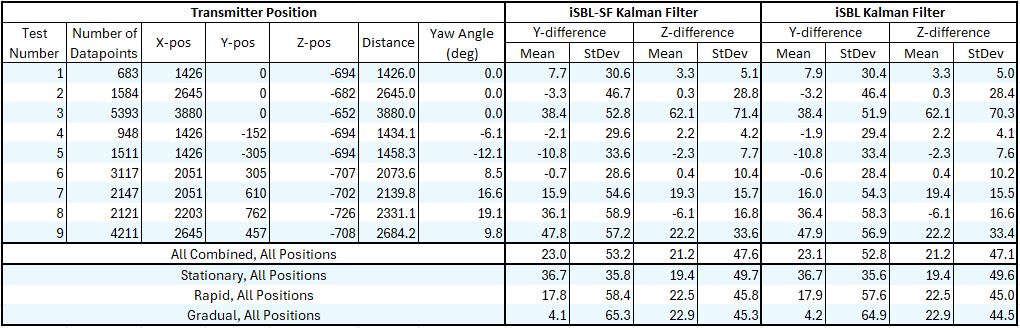 Transmitter Position iSBL-SF Kalman Filter iSBL Kalman Filter
Test Number of X-pos Y-pos Z-pos Distance Yaw Angle Y-difference Z-difference Y-difference Z-difference
Number Datapoints (deg) Mean StDev Mean StDev Mean StDev Mean StDev
1 683 1426 0 -694 1426.0 0.0 7.7 30.6 3.3 5.1 7.9 30.4 3.3 5.0
2 1584 2645 0 -682 2645.0 0.0 -3.3 46.7 0.3 28.8 -3.2 46.4 0.3 28.4
3 5393 3880 0 -652 3880.0 0.0 38.4 52.8 62.1 71.4 38.4 51.9 62.1 70.3
4 948 1426 -152 -694 1434.1 -6.1 -2.1 29.6 2.2 4.2 -1.9 29.4 2.2 4.1
5 1511 1426 -305 -694 1458.3 -12.1 -10.8 33.6 -2.3 7.7 -10.8 33.4 -2.3 7.6
6 3117 2051 305 -707 2073.6 8.5 -0.7 28.6 0.4 10.4 -0.6 28.4 0.4 10.2
7 2147 2051 610 -702 2139.8 16.6 15.9 54.6 19.3 15.7 16.0 54.3 19.4 15.5
8 2121 2203 762 -726 2331.1 19.1 36.1 58.9 -6.1 16.8 36.4 58.3 -6.1 16.6
9 4211 2645 457 -708 2684.2 9.8 47.8 57.2 22.2 33.6 47.9 56.9 22.2 33.4
All Combined, All Positions 23.0 53.2 21.2 47.6 23.1 52.8 21.2 47.1
Stationary, All Positions 36.7 35.8 19.4 49.7 36.7 35.6 19.4 49.6
Rapid, All Positions 17.8 58.4 22.5 45.8 17.9 57.6 22.5 45.0
Gradual, All Positions 4.1 65.3 22.9 45.3 4.2 64.9 22.9 44.5